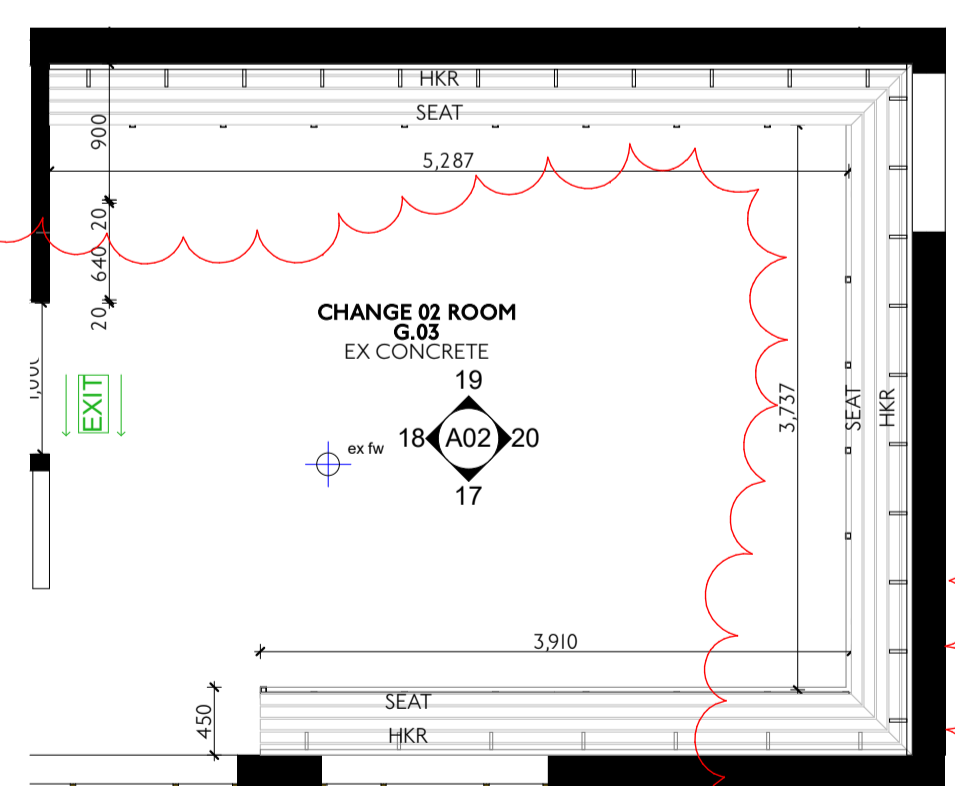 HKR
SEAT
900
5,287
20
640
20
CHANGE 02 ROOM
G.03
EX CONCRETE
19
18 A02 20
17
EXIT
ex fw
3,737
SEAT
HKR
3,910
450
SEAT
HKR